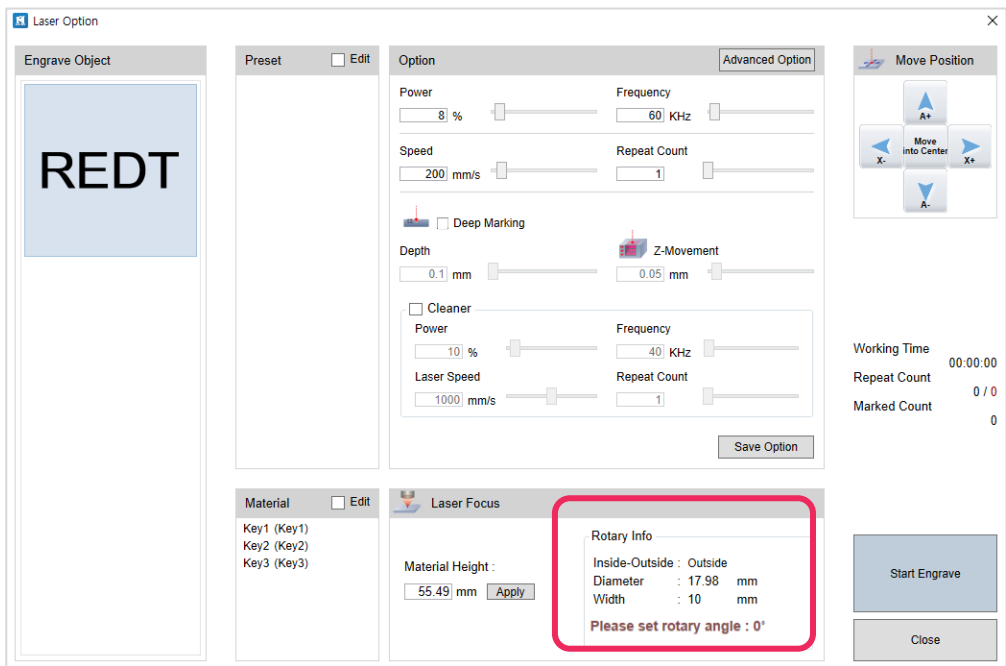 Laser Option
Engrave Object
REDT
Preset
Edit
Option
Advanced Option
Power
8 %
Frequency
60 KHz
Speed
200 mm/s
Repeat Count
1
Deep Marking
Depth
0.1 mm
Z-Movement
0.05 mm
Cleaner
Power
10 %
Frequency
40 KHz
Laser Speed
1000 mm/s
Repeat Count
1
Save Option
Move Position
A+
X-
Move
into Center
X+
A-
Working Time
00:00:00
Repeat Count
0 / 0
Marked Count
0
Material
Edit
Key1 (Key1)
Key2 (Key2)
Key3 (Key3)
Laser Focus
Material Height :
55.49 mm Apply
Rotary Info
Inside-Outside : Outside
Diameter : 17.98 mm
Width : 10 mm
Please set rotary angle : 0°
Start Engrave
Close